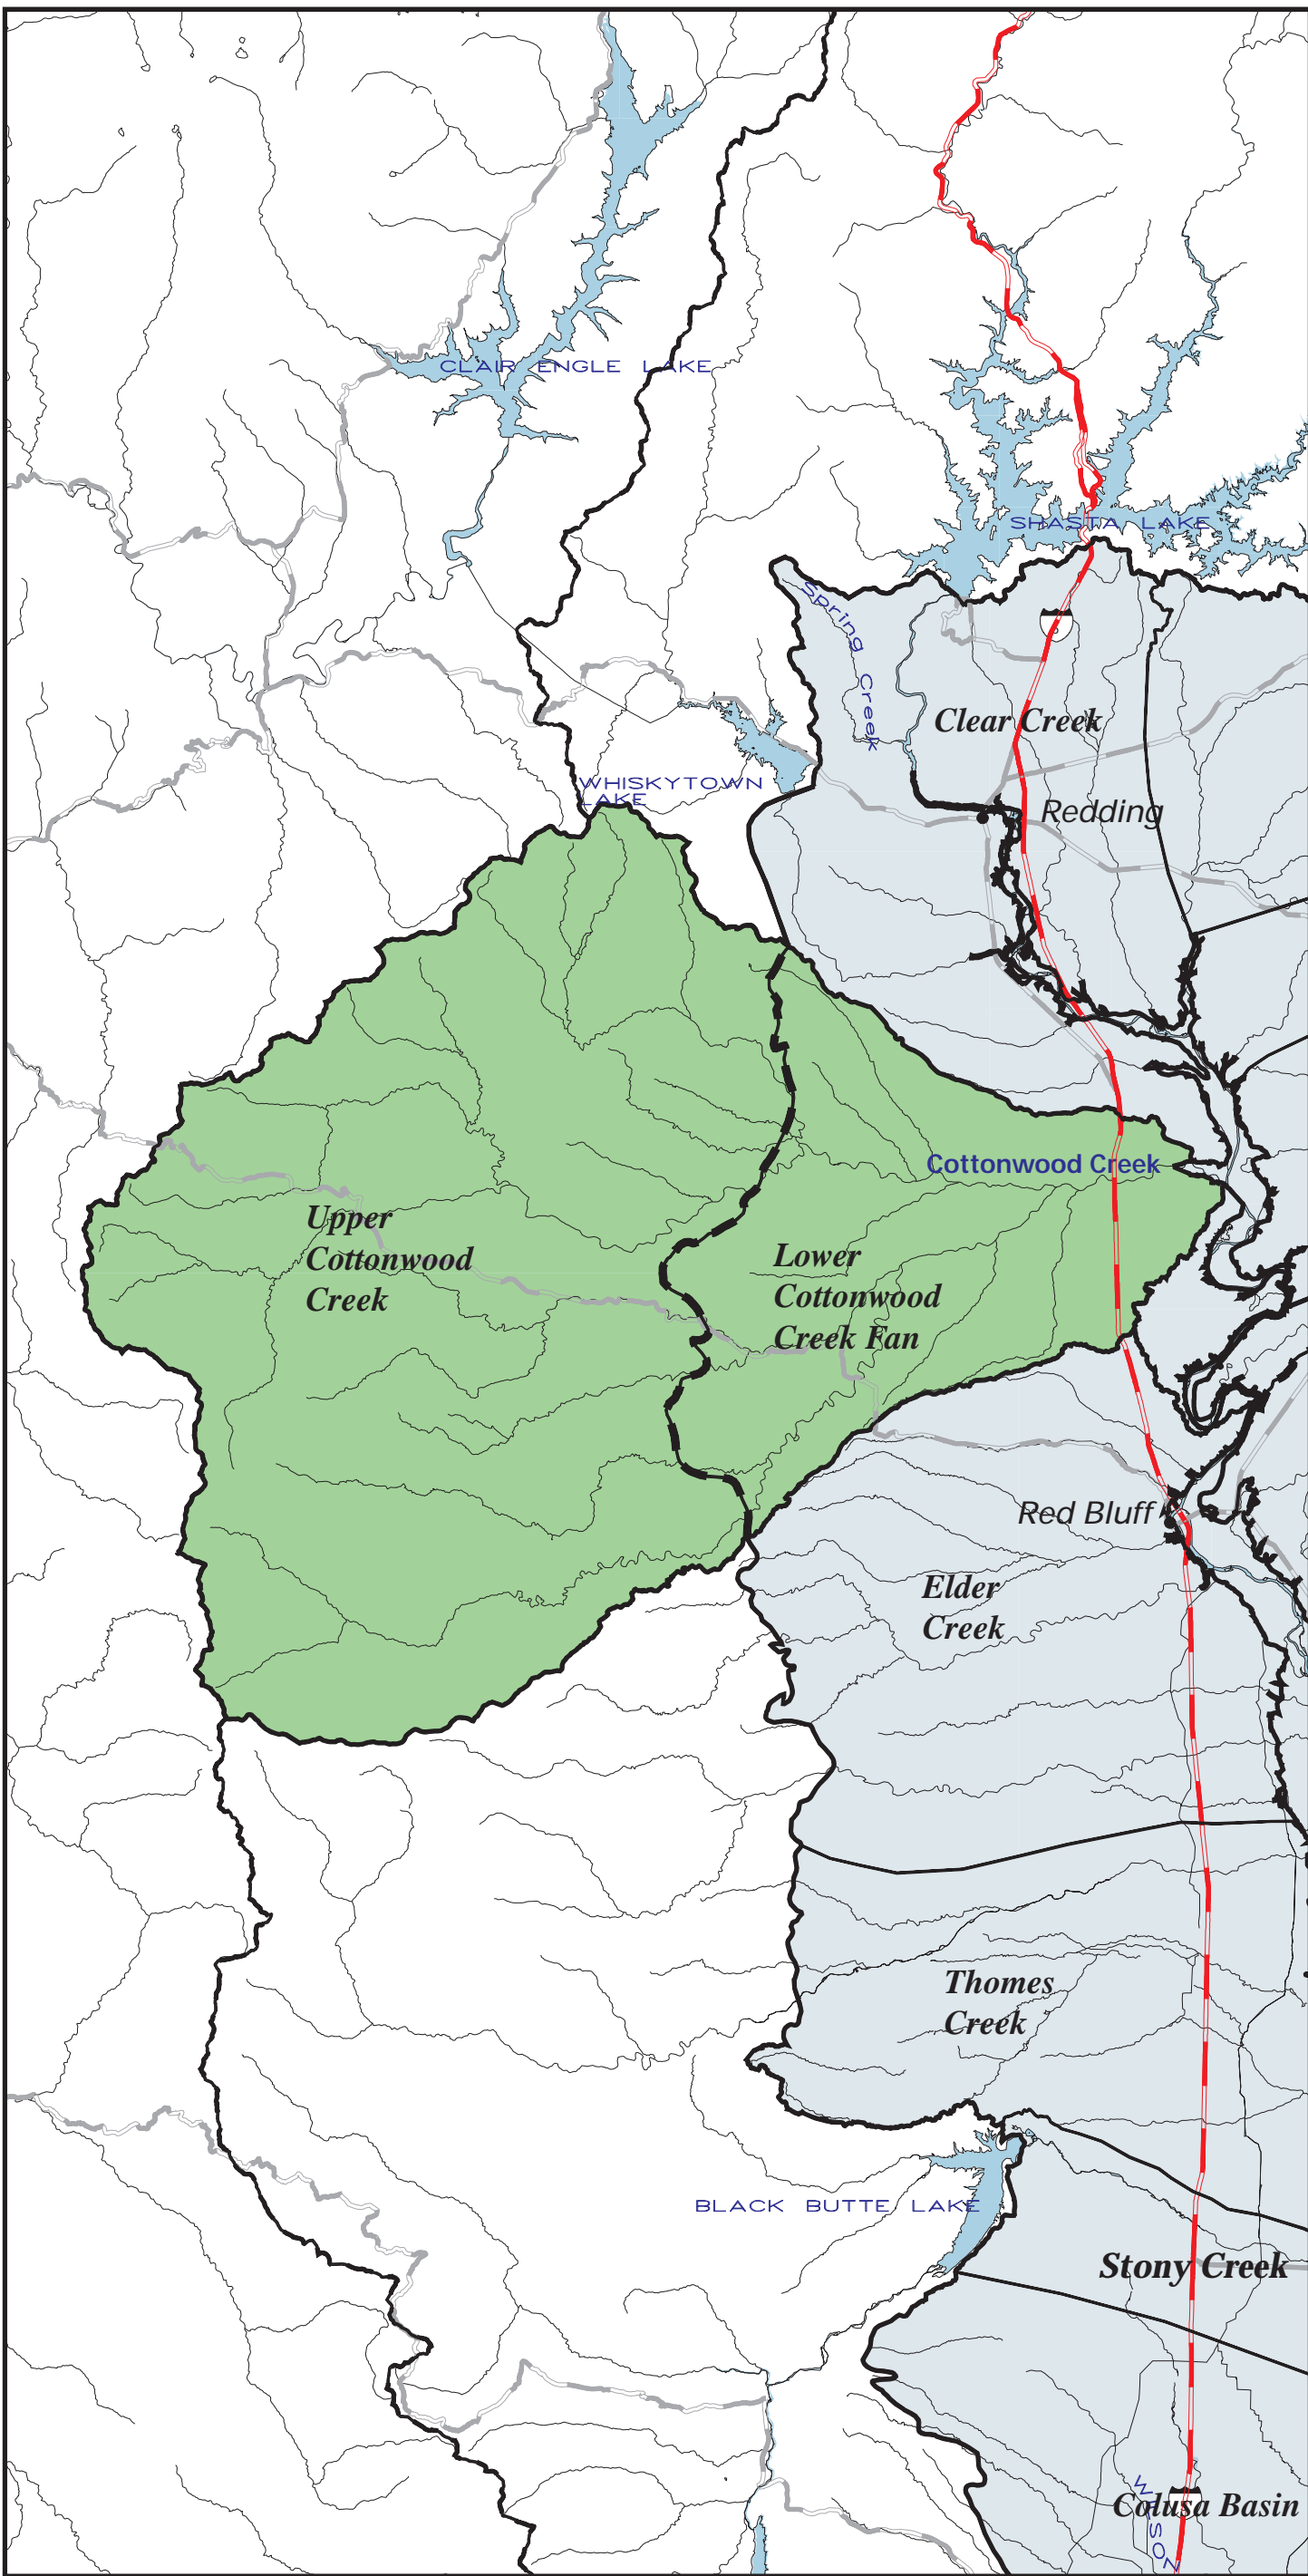 CLAIR ENGLE LAKE
SHASTA LAKE
Spring Creek
5
Clear Creek
WHISKYTOWN
LAKE
Redding
Cottonwood Creek
Upper
Cottonwood
Creek
Lower
Cottonwood
Creek Fan
Red Bluff
Elder
Creek
Thomes
Creek
BLACK BUTTE LAKE
Stony Creek
Colusa Basin